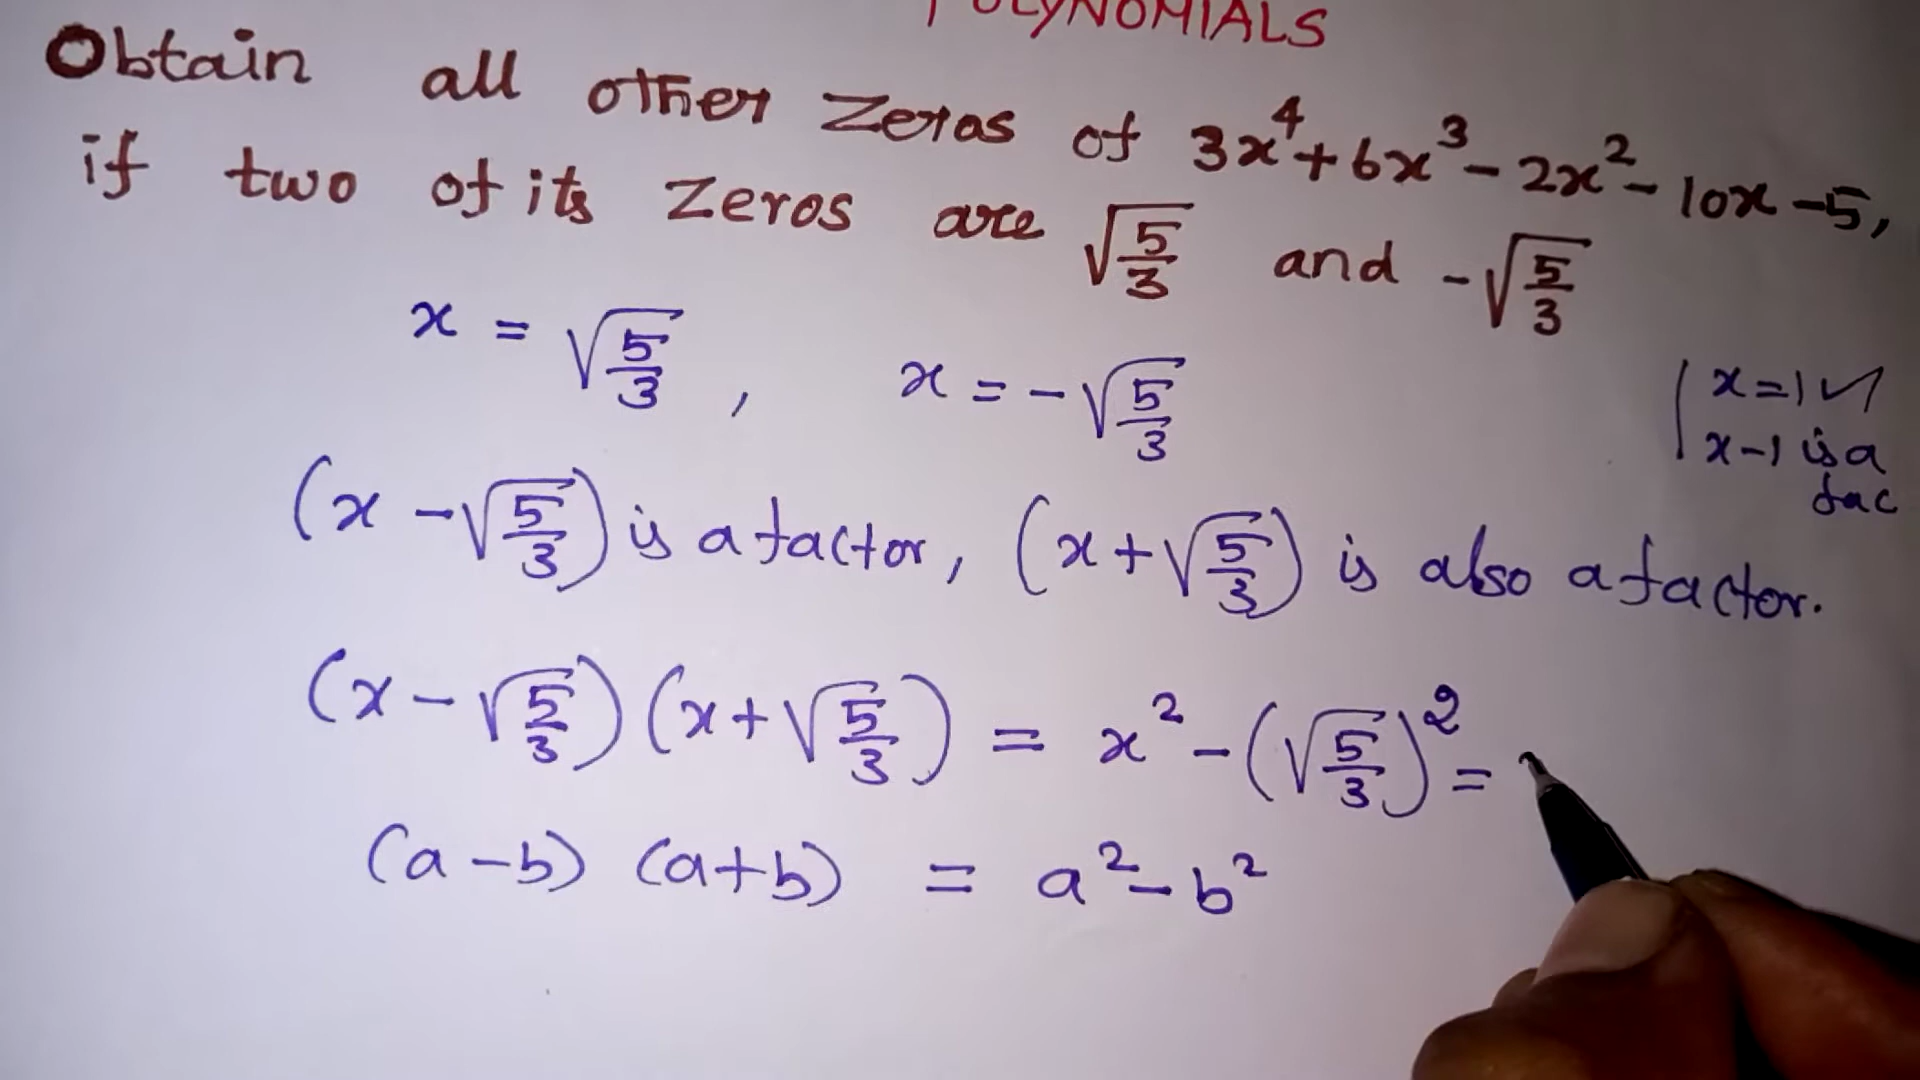 POLYNOMIALS
Obtain all other zeros of 3x⁴+6x³-2x²-10x-5,
if two of its zeros are √(5/3) and -√(5/3)
x = √(5/3), x = -√(5/3)
x=1 ✓
x-1 is a
fac
(x-√(5/3)) is a factor, (x+√(5/3)) is also a factor.
(x-√(5/3))(x+√(5/3)) = x²-(√(5/3))² =
(a-b) (a+b) = a²-b²